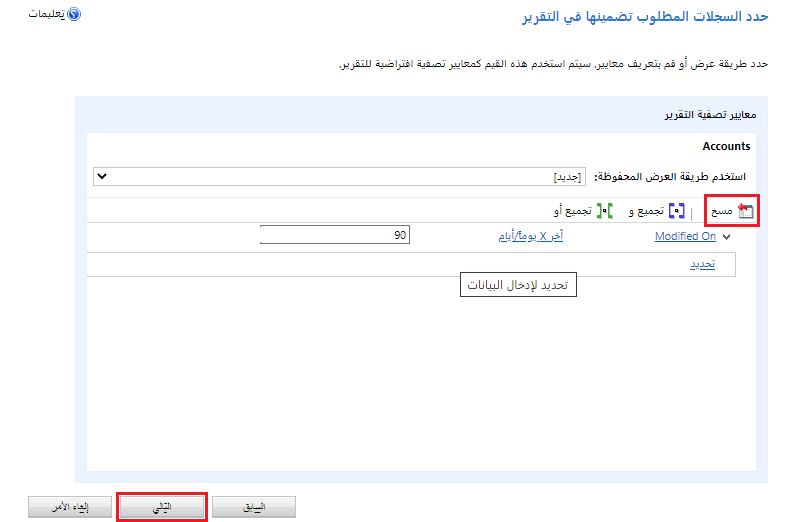 حدد السجلات المطلوب تضمينها في التقرير
تعليمات
حدد طريقة عرض أو قم بتعريف معايير. سيتم استخدم هذه القيم كمعايير تصفية افتراضية للتقرير.
معايير تصفية التقرير
Accounts
استخدم طريقة العرض المحفوظة: [جديد]
مسح | تجميع و تجميع أو
Modified On آخر X يوماً/أيام 90
تحديد
تحديد لإدخال البيانات
السابق التالي إلغاء الأمر